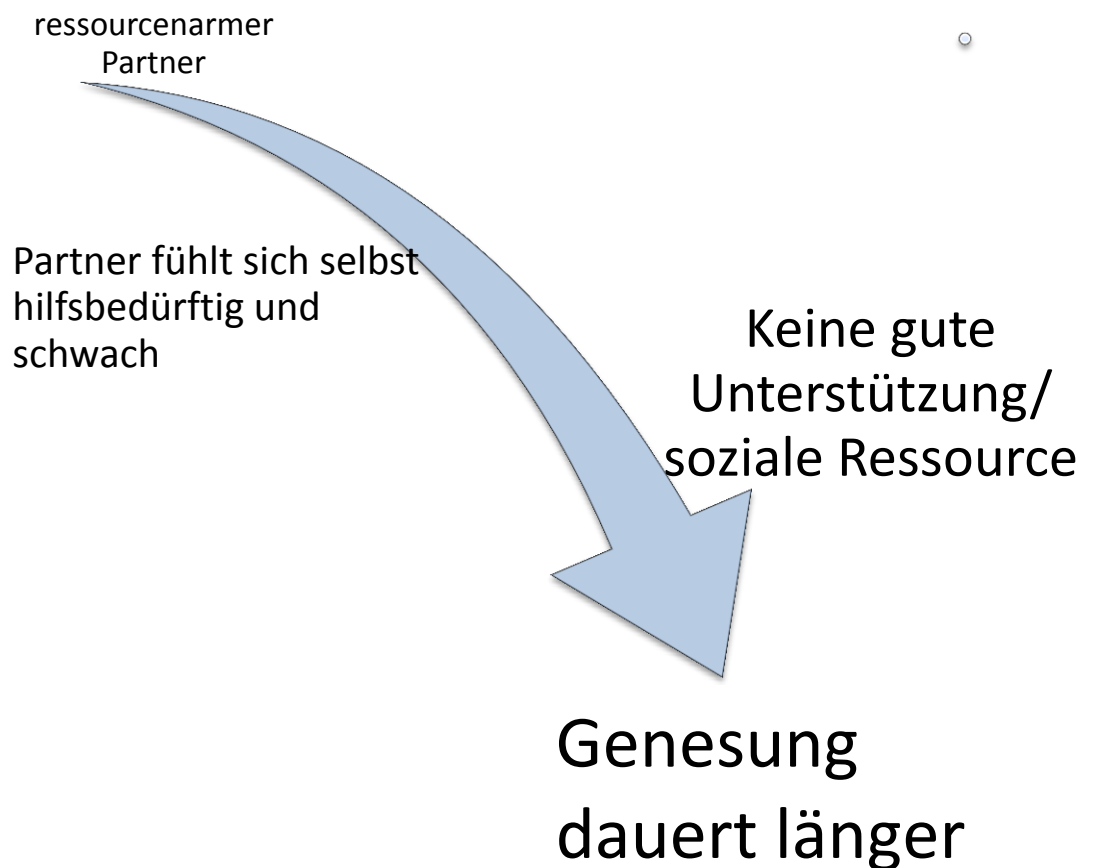 ressourcenarmer
Partner
Partner fühlt sich selbst
hilfsbedürftig und
schwach
Keine gute
Unterstützung/
soziale Ressource
Genesung
dauert länger